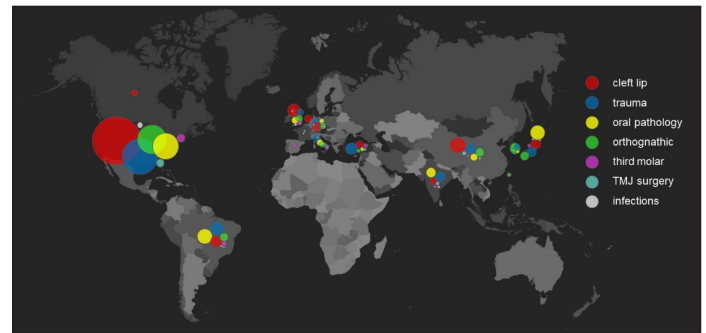 cleft lip
trauma
oral pathology
orthognathic
third molar
TMJ surgery
infections